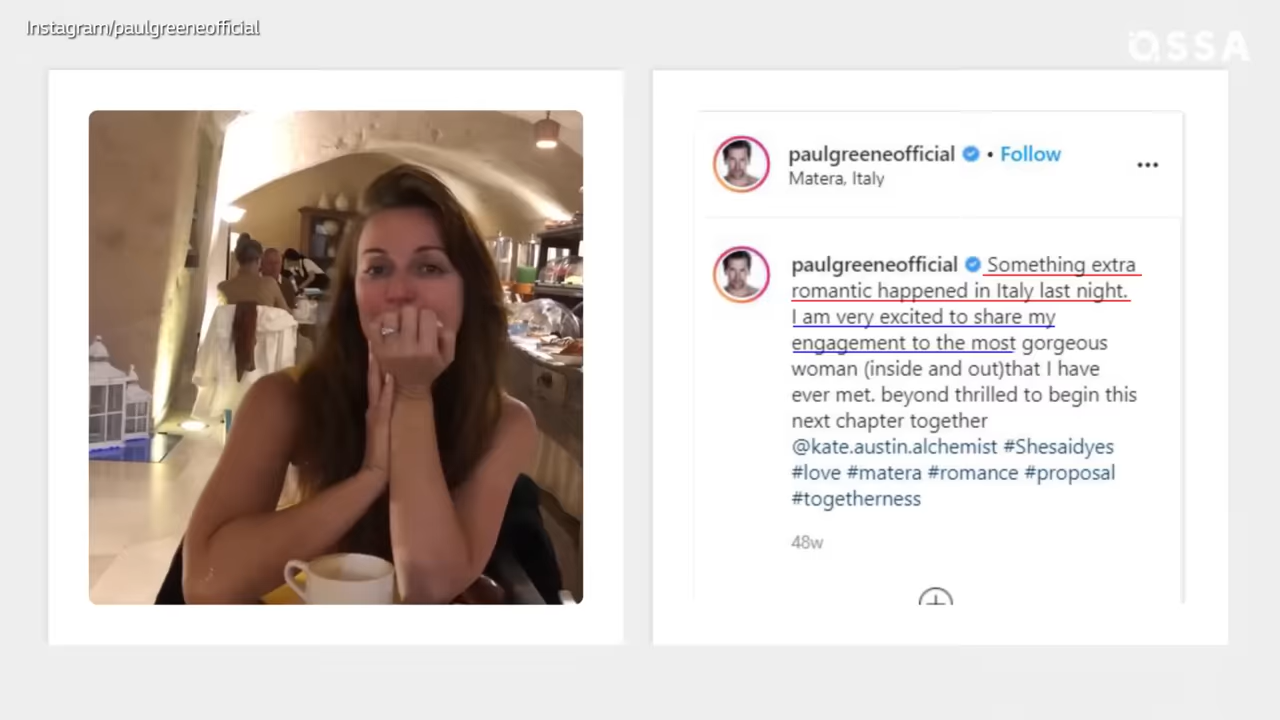 Instagram/paulgreeneofficial
OSSA
paulgreeneofficial • Follow
Matera, Italy
paulgreeneofficial Something extra
romantic happened in Italy last night.
I am very excited to share my
engagement to the most gorgeous
woman (inside and out)that I have
ever met. beyond thrilled to begin this
next chapter together
@kate.austin.alchemist #Shesaidyes
#love #matera #romance #proposal
#togetherness
48w